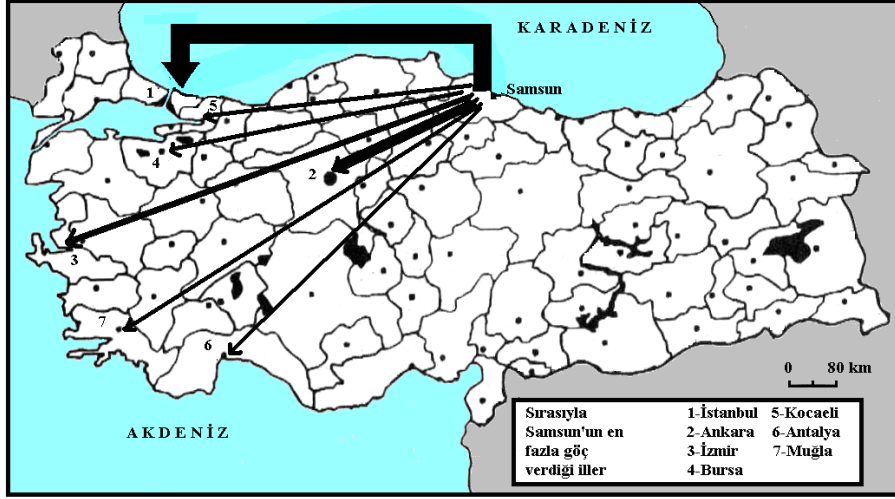 KARADENİZ
Samsun
1
5
4
2
3
7
6
0 80 km
AKDENİZ
Sırasıyla 1-İstanbul 5-Kocaeli
Samsun'un en 2-Ankara 6-Antalya
fazla göç 3-İzmir 7-Muğla
verdiği iller 4-Bursa